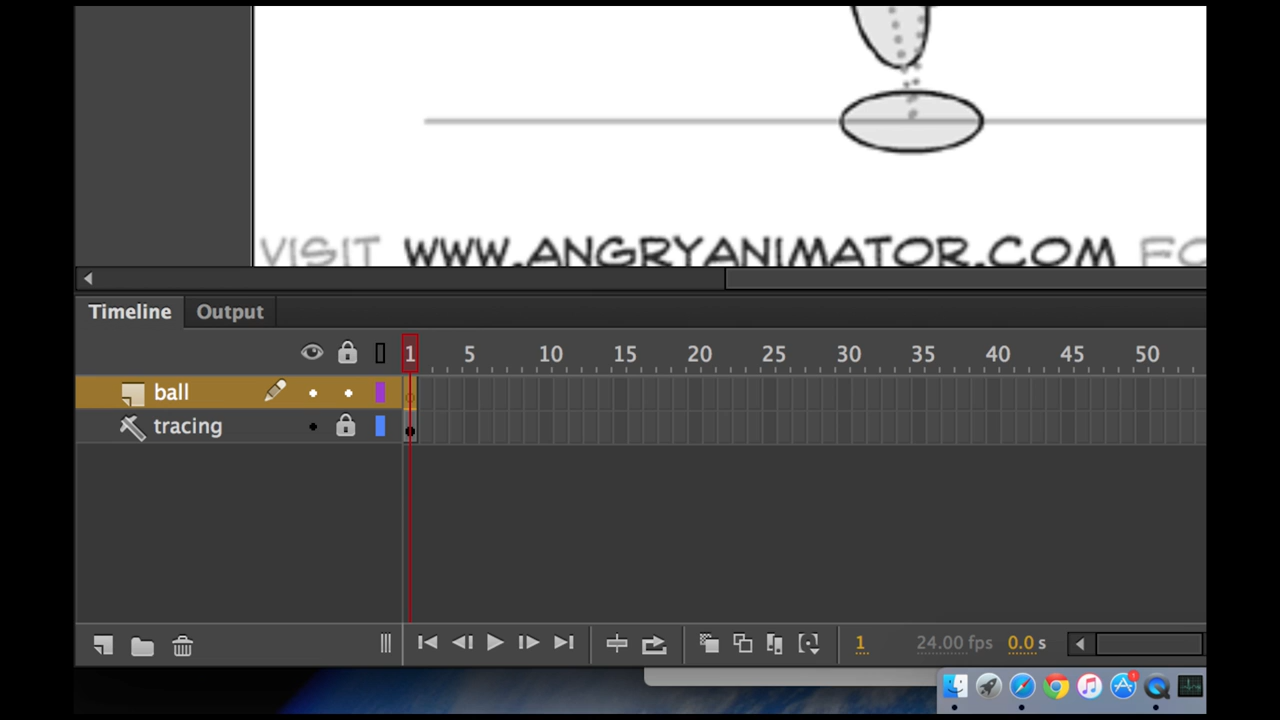 VISIT WWW.ANGRYANIMATOR.COM FO
Timeline Output
1 5 10 15 20 25 30 35 40 45 50
ball
tracing
1 24.00 fps 0.0 s